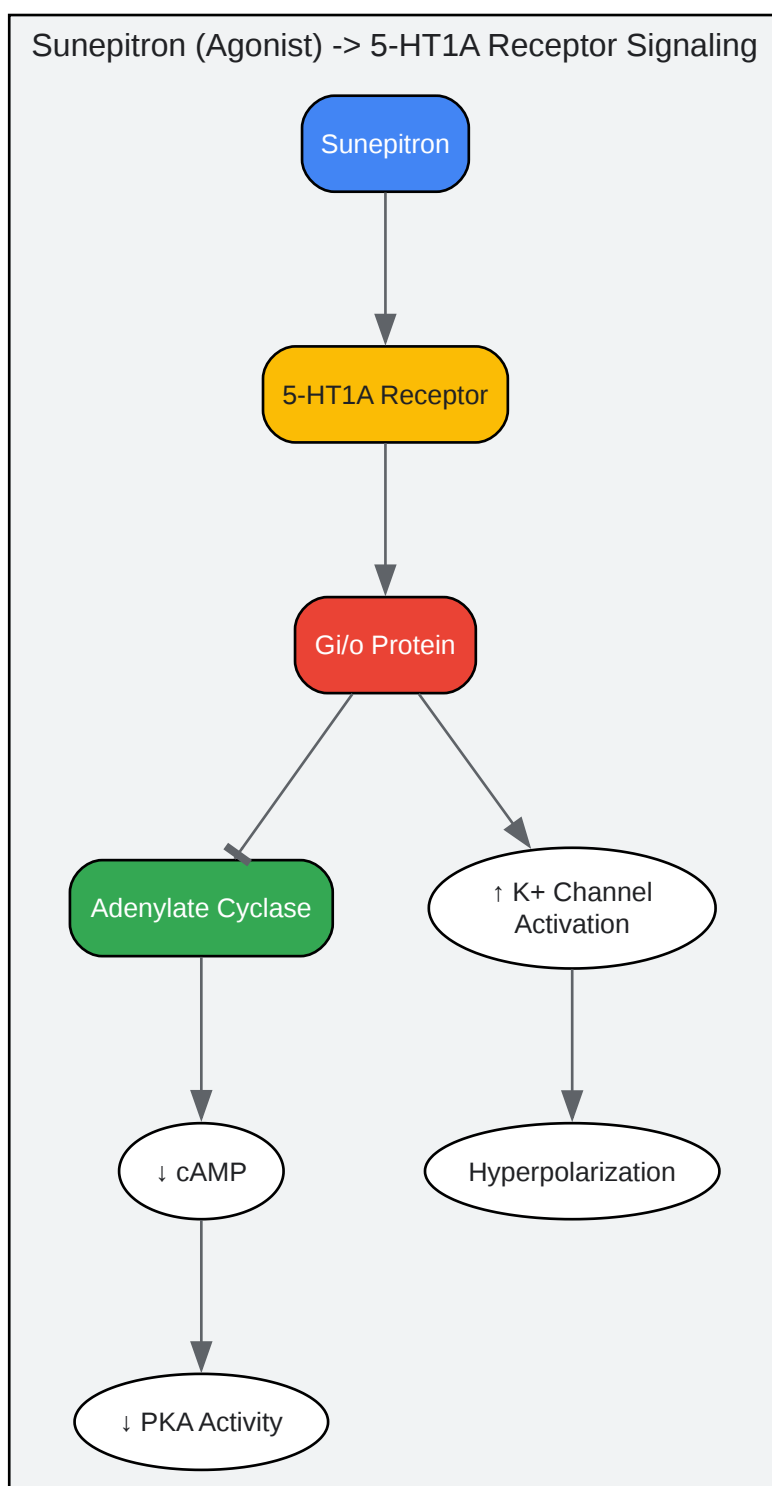 Sunepitron (Agonist) -> 5-HT1A Receptor Signaling
Sunepitron
5-HT1A Receptor
Gi/o Protein
Adenylate Cyclase
↑ K+ Channel
Activation
↓ cAMP
Hyperpolarization
↓ PKA Activity